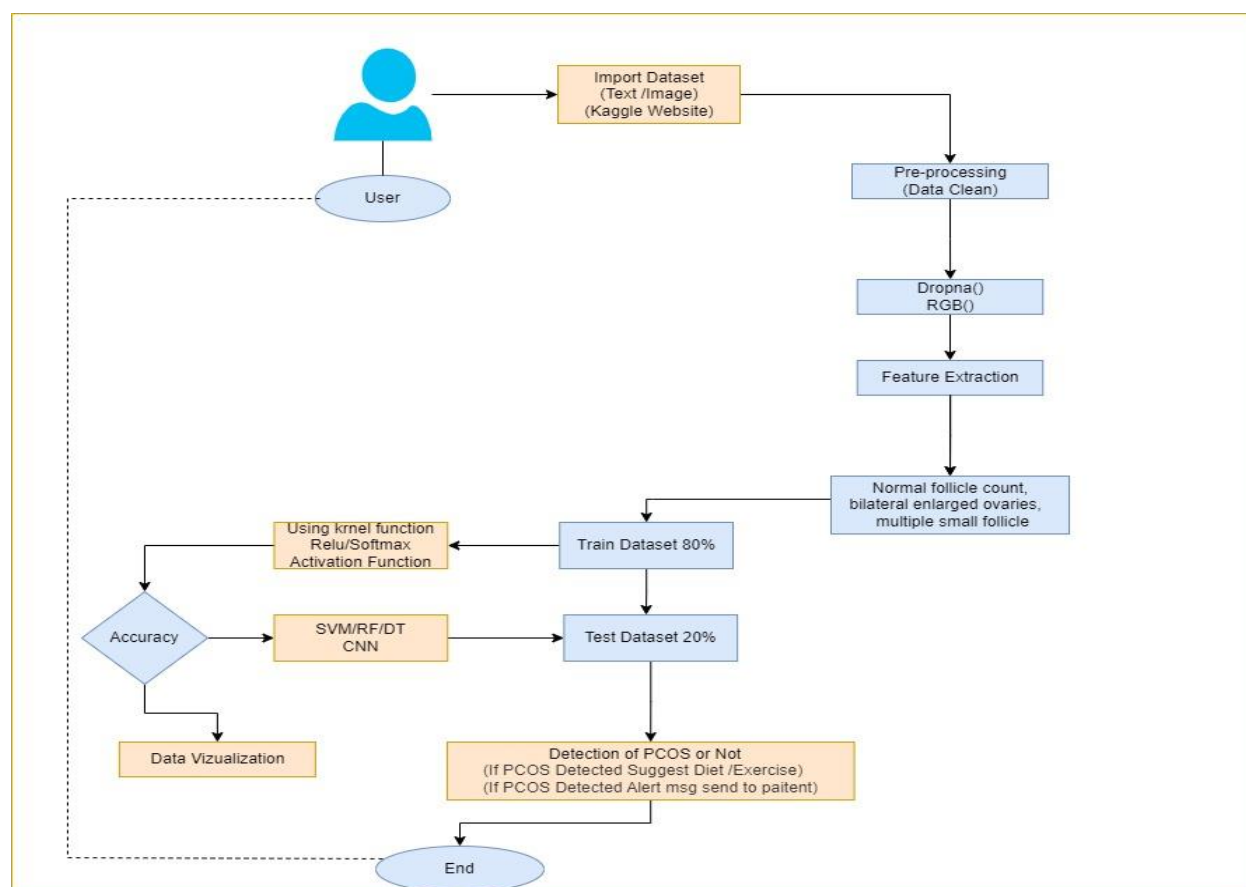 Import Dataset
(Text /Image)
(Kaggle Website)
User
Pre-processing
(Data Clean)
Dropna()
RGB()
Feature Extraction
Normal follicle count,
bilateral enlarged ovaries,
multiple small follicle
Train Dataset 80%
Using krnel function
Relu/Softmax
Activation Function
Accuracy
SVM/RF/DT
CNN
Test Dataset 20%
Data Vizualization
Detection of PCOS or Not
(If PCOS Detected Suggest Diet /Exercise)
(If PCOS Detected Alert msg send to paitent)
End